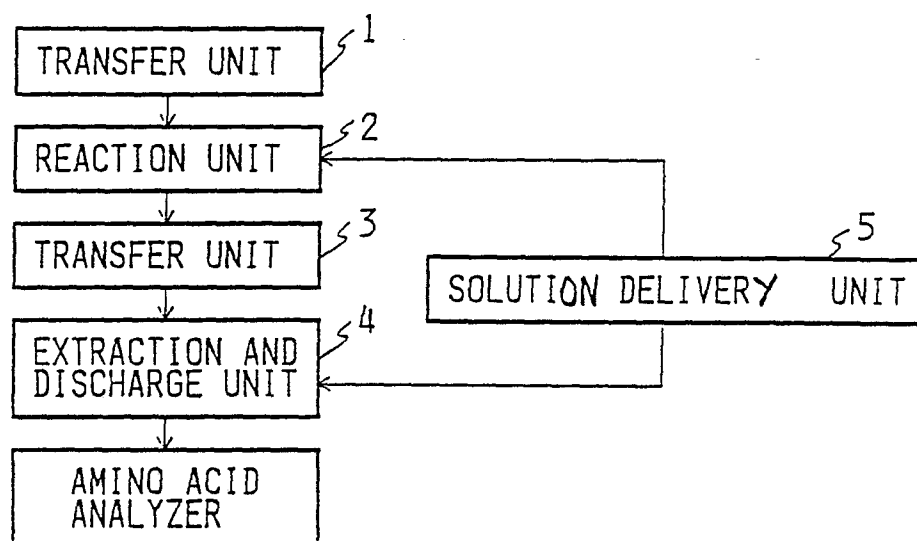 1
TRANSFER UNIT
2
REACTION UNIT
3
TRANSFER UNIT
5
SOLUTION DELIVERY UNIT
4
EXTRACTION AND
DISCHARGE UNIT
AMINO ACID
ANALYZER